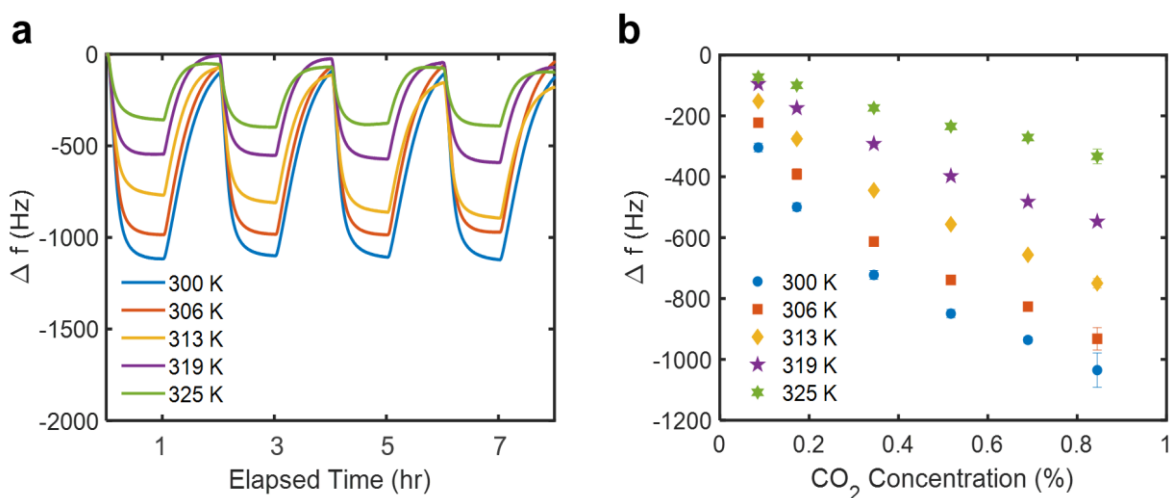 a
0
-500
-1000
-1500
-2000
Δ f (Hz)
300 K
306 K
313 K
319 K
325 K
1
3
5
7
Elapsed Time (hr)
b
0
-200
-400
-600
-800
-1000
-1200
Δ f (Hz)
300 K
306 K
313 K
319 K
325 K
0
0.2
0.4
0.6
0.8
1
CO₂ Concentration (%)